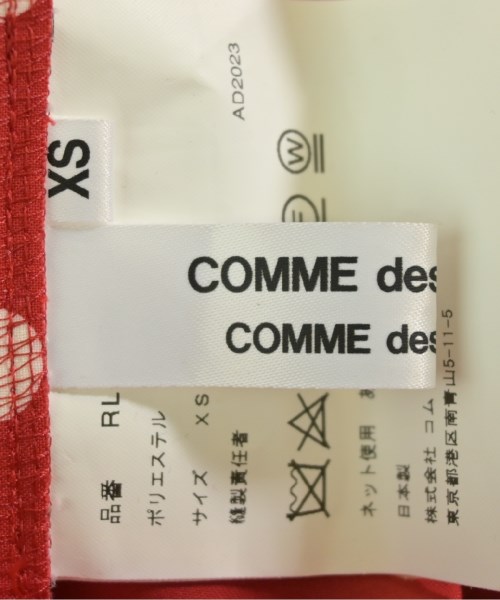 XS
COMME des
COMME des
AD2023
品番 RL
ポリエステル
サイズ XS
縫製責任者
W
ネット使用 あ
日本製
株式会社 コム
東京都港区南青山5-11-5